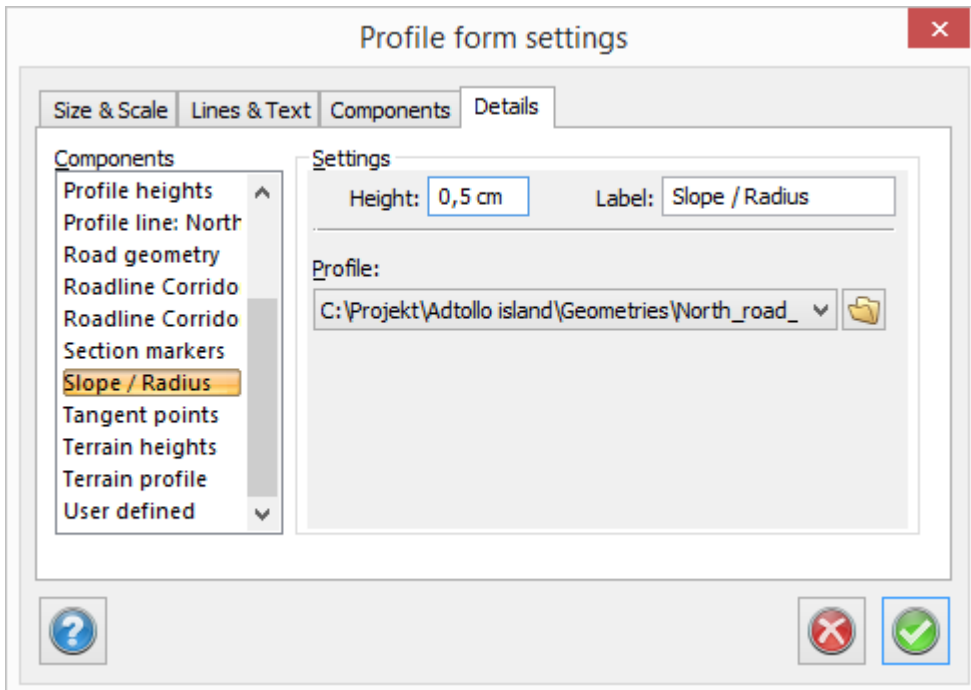 Profile form settings
Size & Scale
Lines & Text
Components
Details
Components
Profile heights
Profile line: North
Road geometry
Roadline Corrido
Roadline Corrido
Section markers
Slope / Radius
Tangent points
Terrain heights
Terrain profile
User defined
Settings
Height: 0,5 cm
Label: Slope / Radius
Profile:
C:\Projekt\Adtollo island\Geometries\North_road_